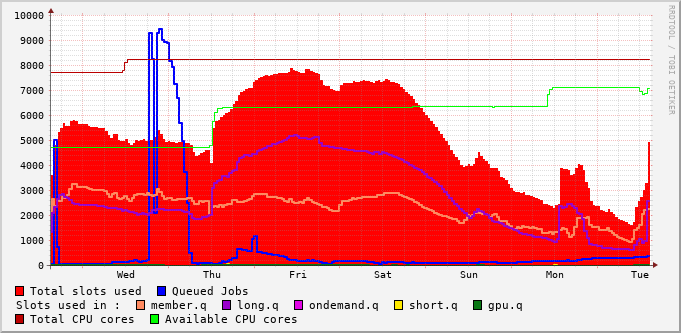 10000
9000
8000
7000
6000
5000
4000
3000
2000
1000
0
Wed Thu Fri Sat Sun Mon Tue
Total slots used Queued Jobs
Slots used in : member.q long.q ondemand.q short.q gpu.q
Total CPU cores Available CPU cores
RRDTOOL / TOBI OETIKER